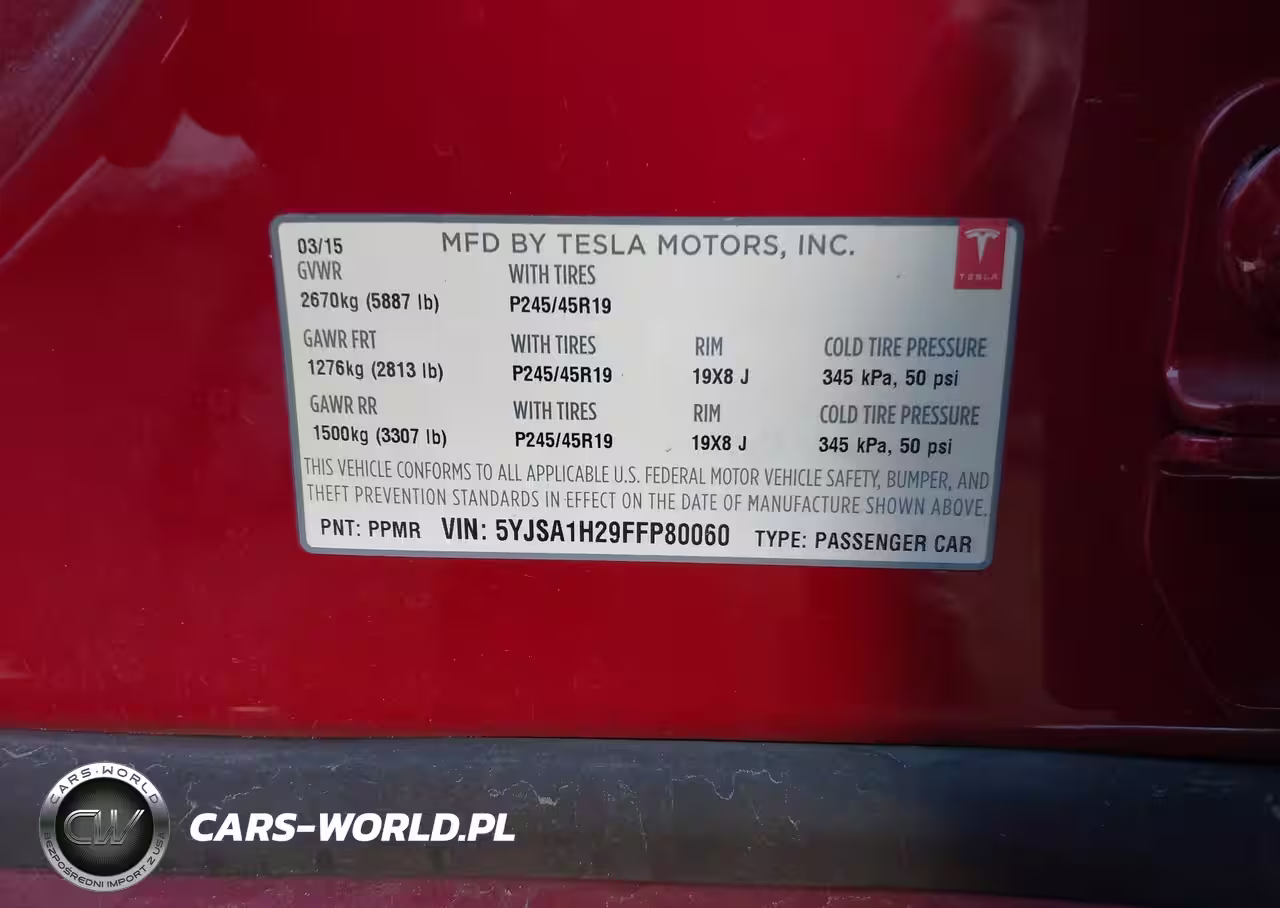 03/15 MFD BY TESLA MOTORS, INC.
TESLA
GVWR WITH TIRES
2670kg (5887 lb) P245/45R19
GAWR FRT WITH TIRES RIM COLD TIRE PRESSURE
1276kg (2813 lb) P245/45R19 19X8 J 345 kPa, 50 psi
GAWR RR WITH TIRES RIM COLD TIRE PRESSURE
1500kg (3307 lb) P245/45R19 19X8 J 345 kPa, 50 psi
THIS VEHICLE CONFORMS TO ALL APPLICABLE U.S. FEDERAL MOTOR VEHICLE SAFETY, BUMPER, AND
THEFT PREVENTION STANDARDS IN EFFECT ON THE DATE OF MANUFACTURE SHOWN ABOVE.
PNT: PPMR VIN: 5YJSA1H29FFP80060 TYPE: PASSENGER CAR
CARS-WORLD
CW
BEZPOŚREDNI IMPORT Z USA
CARS-WORLD.PL